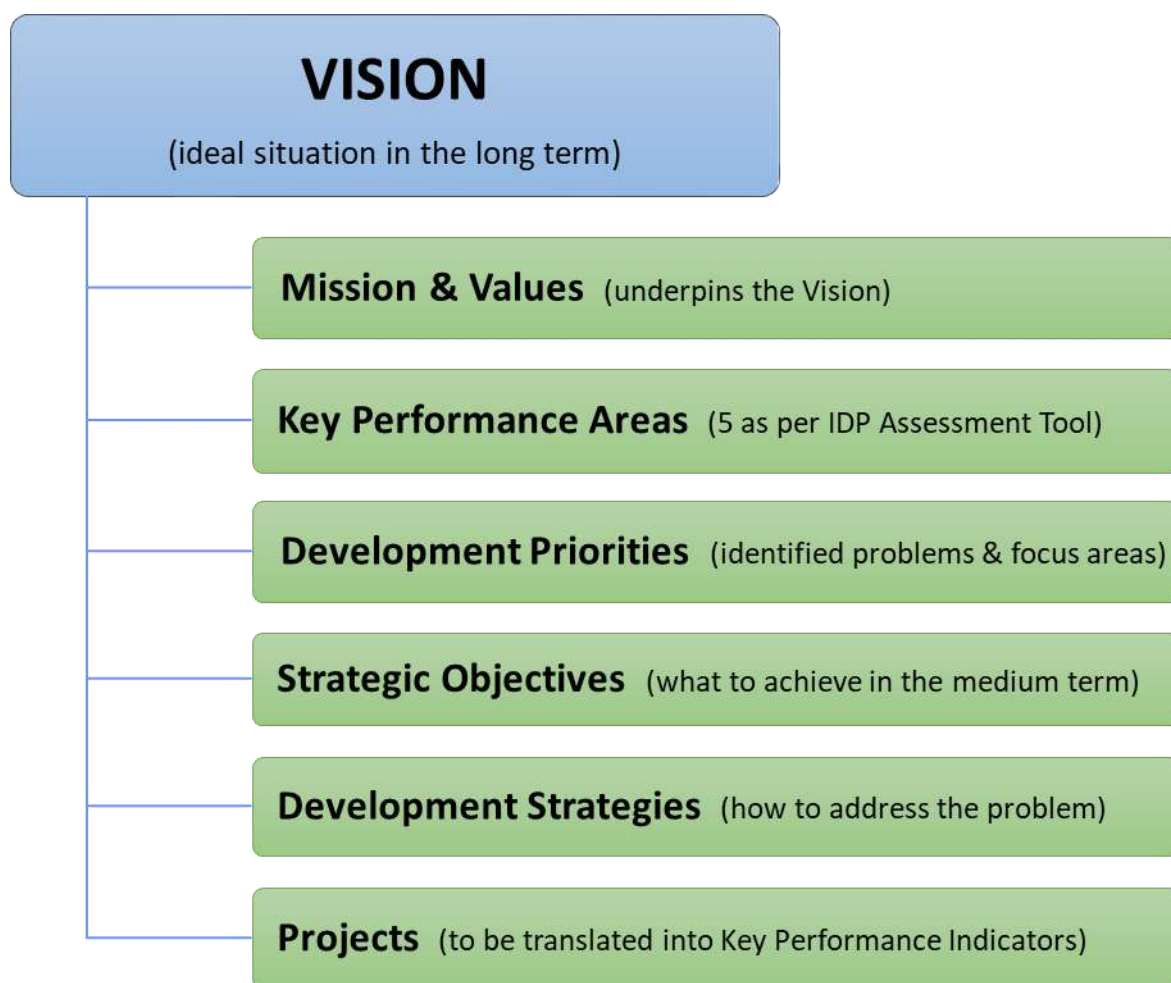 VISION
(ideal situation in the long term)
Mission & Values (underpins the Vision)
Key Performance Areas (5 as per IDP Assessment Tool)
Development Priorities (identified problems & focus areas)
Strategic Objectives (what to achieve in the medium term)
Development Strategies (how to address the problem)
Projects (to be translated into Key Performance Indicators)